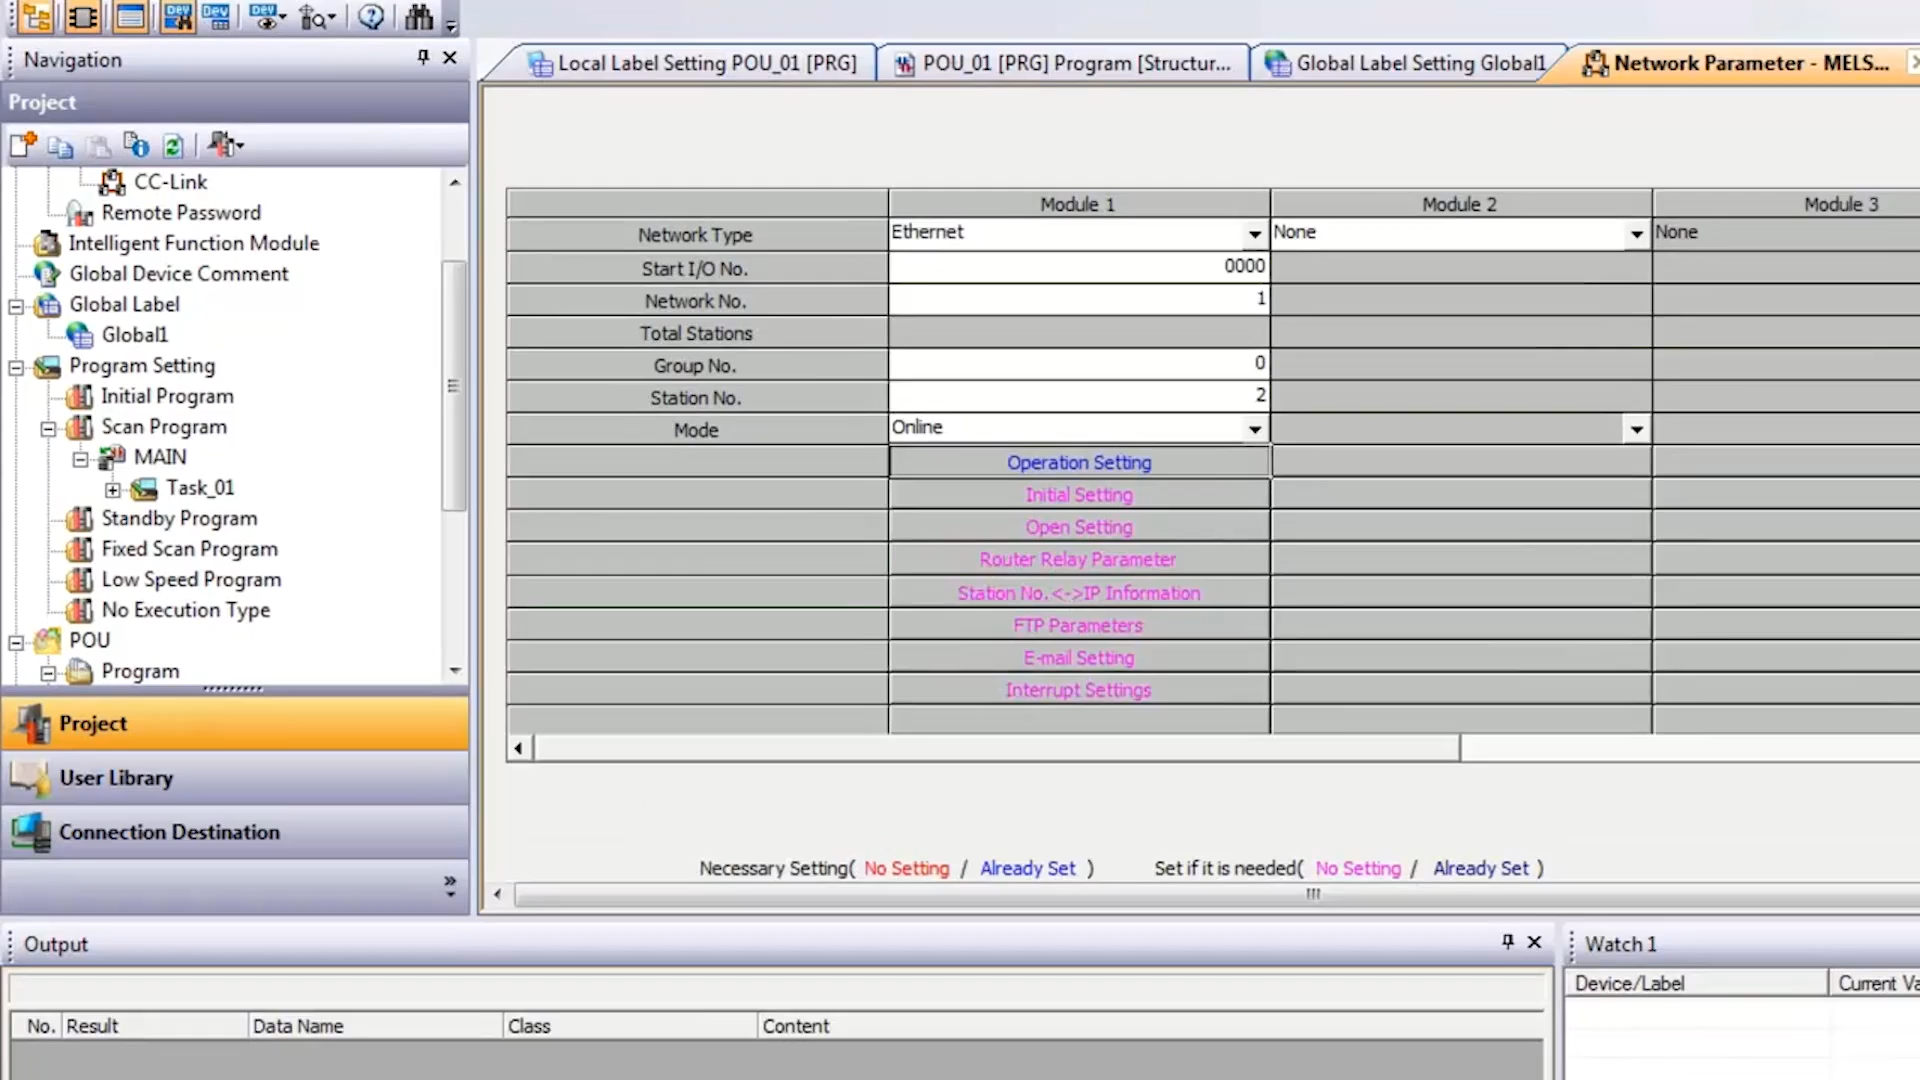 DEV DEV DEV
Navigation
Project
CC-Link
Remote Password
Intelligent Function Module
Global Device Comment
Global Label
Global1
Program Setting
Initial Program
Scan Program
MAIN
Task_01
Standby Program
Fixed Scan Program
Low Speed Program
No Execution Type
POU
Program
Project
User Library
Connection Destination
Local Label Setting POU_01 [PRG]
POU_01 [PRG] Program [Structur...
Global Label Setting Global1
Network Parameter - MELS...
Module 1 Module 2 Module 3
Network Type Ethernet None None
Start I/O No. 0000
Network No. 1
Total Stations
Group No. 0
Station No. 2
Mode Online
Operation Setting
Initial Setting
Open Setting
Router Relay Parameter
Station No.<->IP Information
FTP Parameters
E-mail Setting
Interrupt Settings
Necessary Setting( No Setting / Already Set ) Set if it is needed( No Setting / Already Set )
Output
No. Result Data Name Class Content
Watch 1
Device/Label Current Va